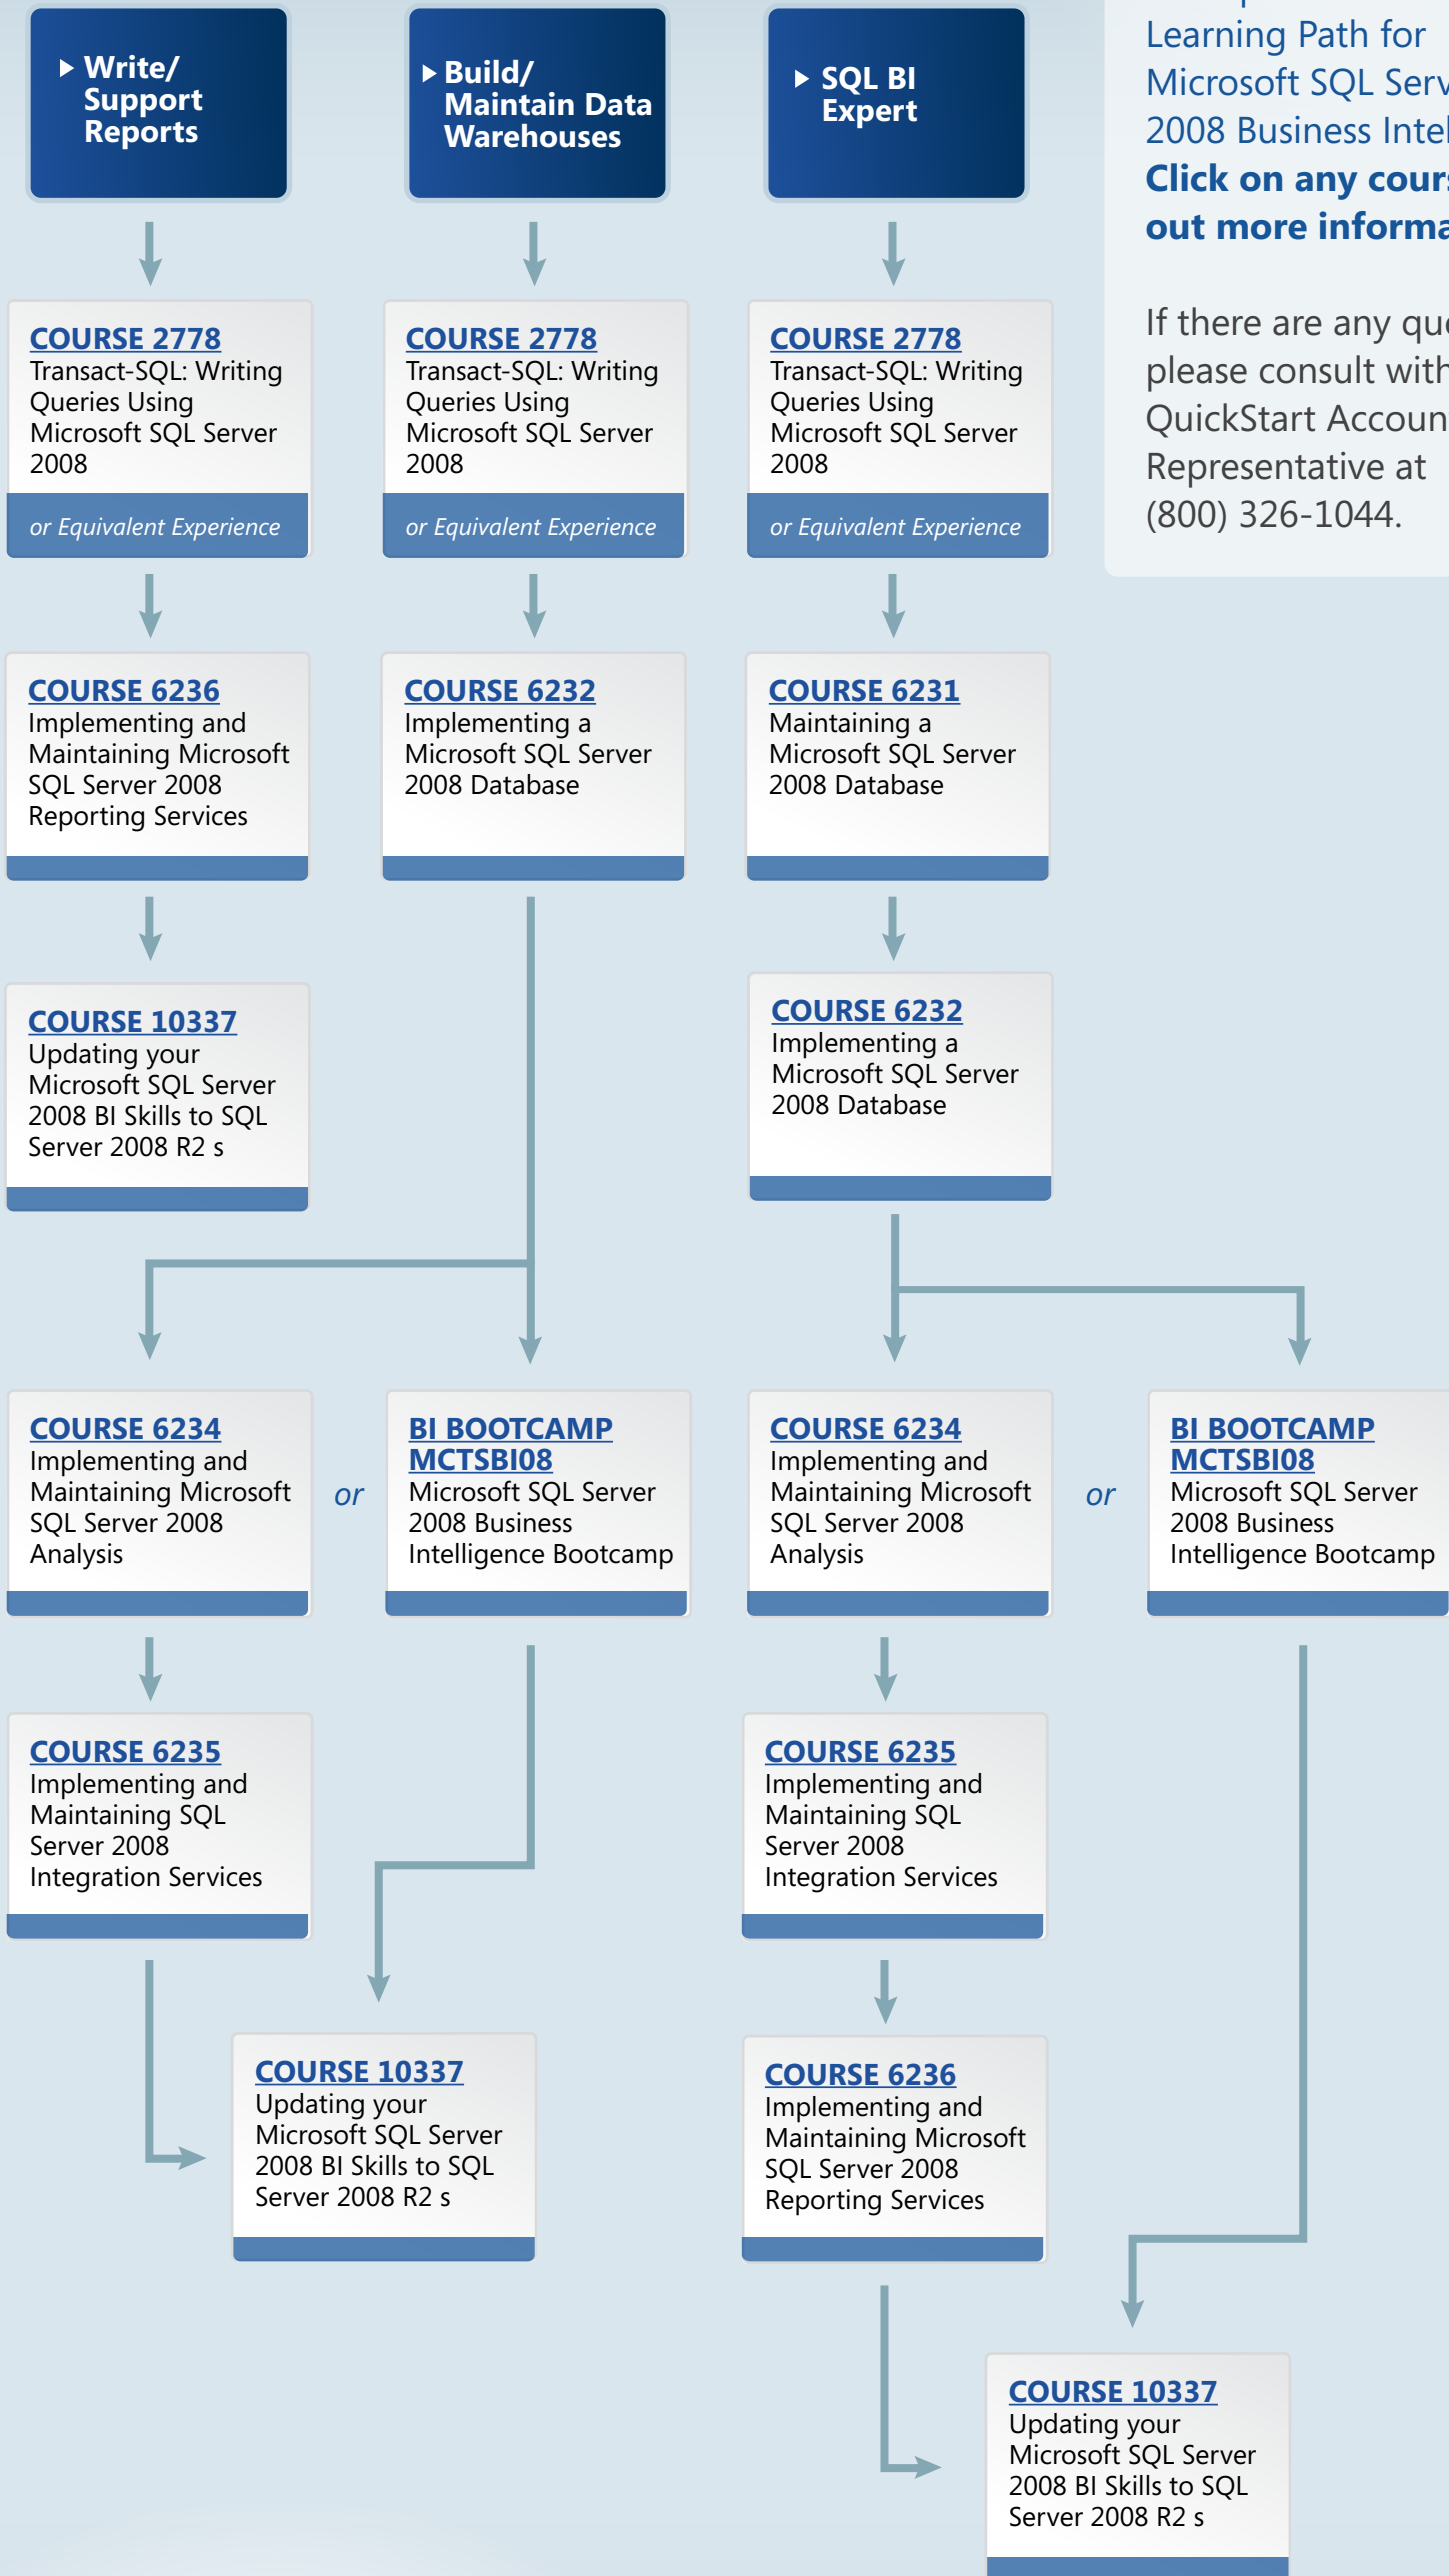 Write/
Support
Reports
Build/
Maintain Data
Warehouses
SQL BI
Expert
Learning Path for
Microsoft SQL
2008 Business
Click on any
out more
If there are any
please consult with
QuickStart
Representative at
(800) 326-1044.
COURSE 2778
Transact-SQL: Writing
Queries Using
Microsoft SQL Server
2008
or Equivalent Experience
COURSE 2778
Transact-SQL: Writing
Queries Using
Microsoft SQL Server
2008
or Equivalent Experience
COURSE 2778
Transact-SQL: Writing
Queries Using
Microsoft SQL Server
2008
or Equivalent Experience
COURSE 6236
Implementing and
Maintaining Microsoft
SQL Server 2008
Reporting Services
COURSE 6232
Implementing a
Microsoft SQL Server
2008 Database
COURSE 6231
Maintaining a
Microsoft SQL Server
2008 Database
COURSE 10337
Updating your
Microsoft SQL Server
2008 BI Skills to SQL
Server 2008 R2 s
COURSE 6232
Implementing a
Microsoft SQL Server
2008 Database
COURSE 6234
Implementing and
Maintaining Microsoft
SQL Server 2008
Analysis
or
BI BOOTCAMP
MCTSBI08
Microsoft SQL Server
2008 Business
Intelligence Bootcamp
COURSE 6234
Implementing and
Maintaining Microsoft
SQL Server 2008
Analysis
or
BI BOOTCAMP
MCTSBI08
Microsoft SQL Server
2008 Business
Intelligence Bootcamp
COURSE 6235
Implementing and
Maintaining SQL
Server 2008
Integration Services
COURSE 6235
Implementing and
Maintaining SQL
Server 2008
Integration Services
COURSE 10337
Updating your
Microsoft SQL Server
2008 BI Skills to SQL
Server 2008 R2 s
COURSE 6236
Implementing and
Maintaining Microsoft
SQL Server 2008
Reporting Services
COURSE 10337
Updating your
Microsoft SQL Server
2008 BI Skills to SQL
Server 2008 R2 s